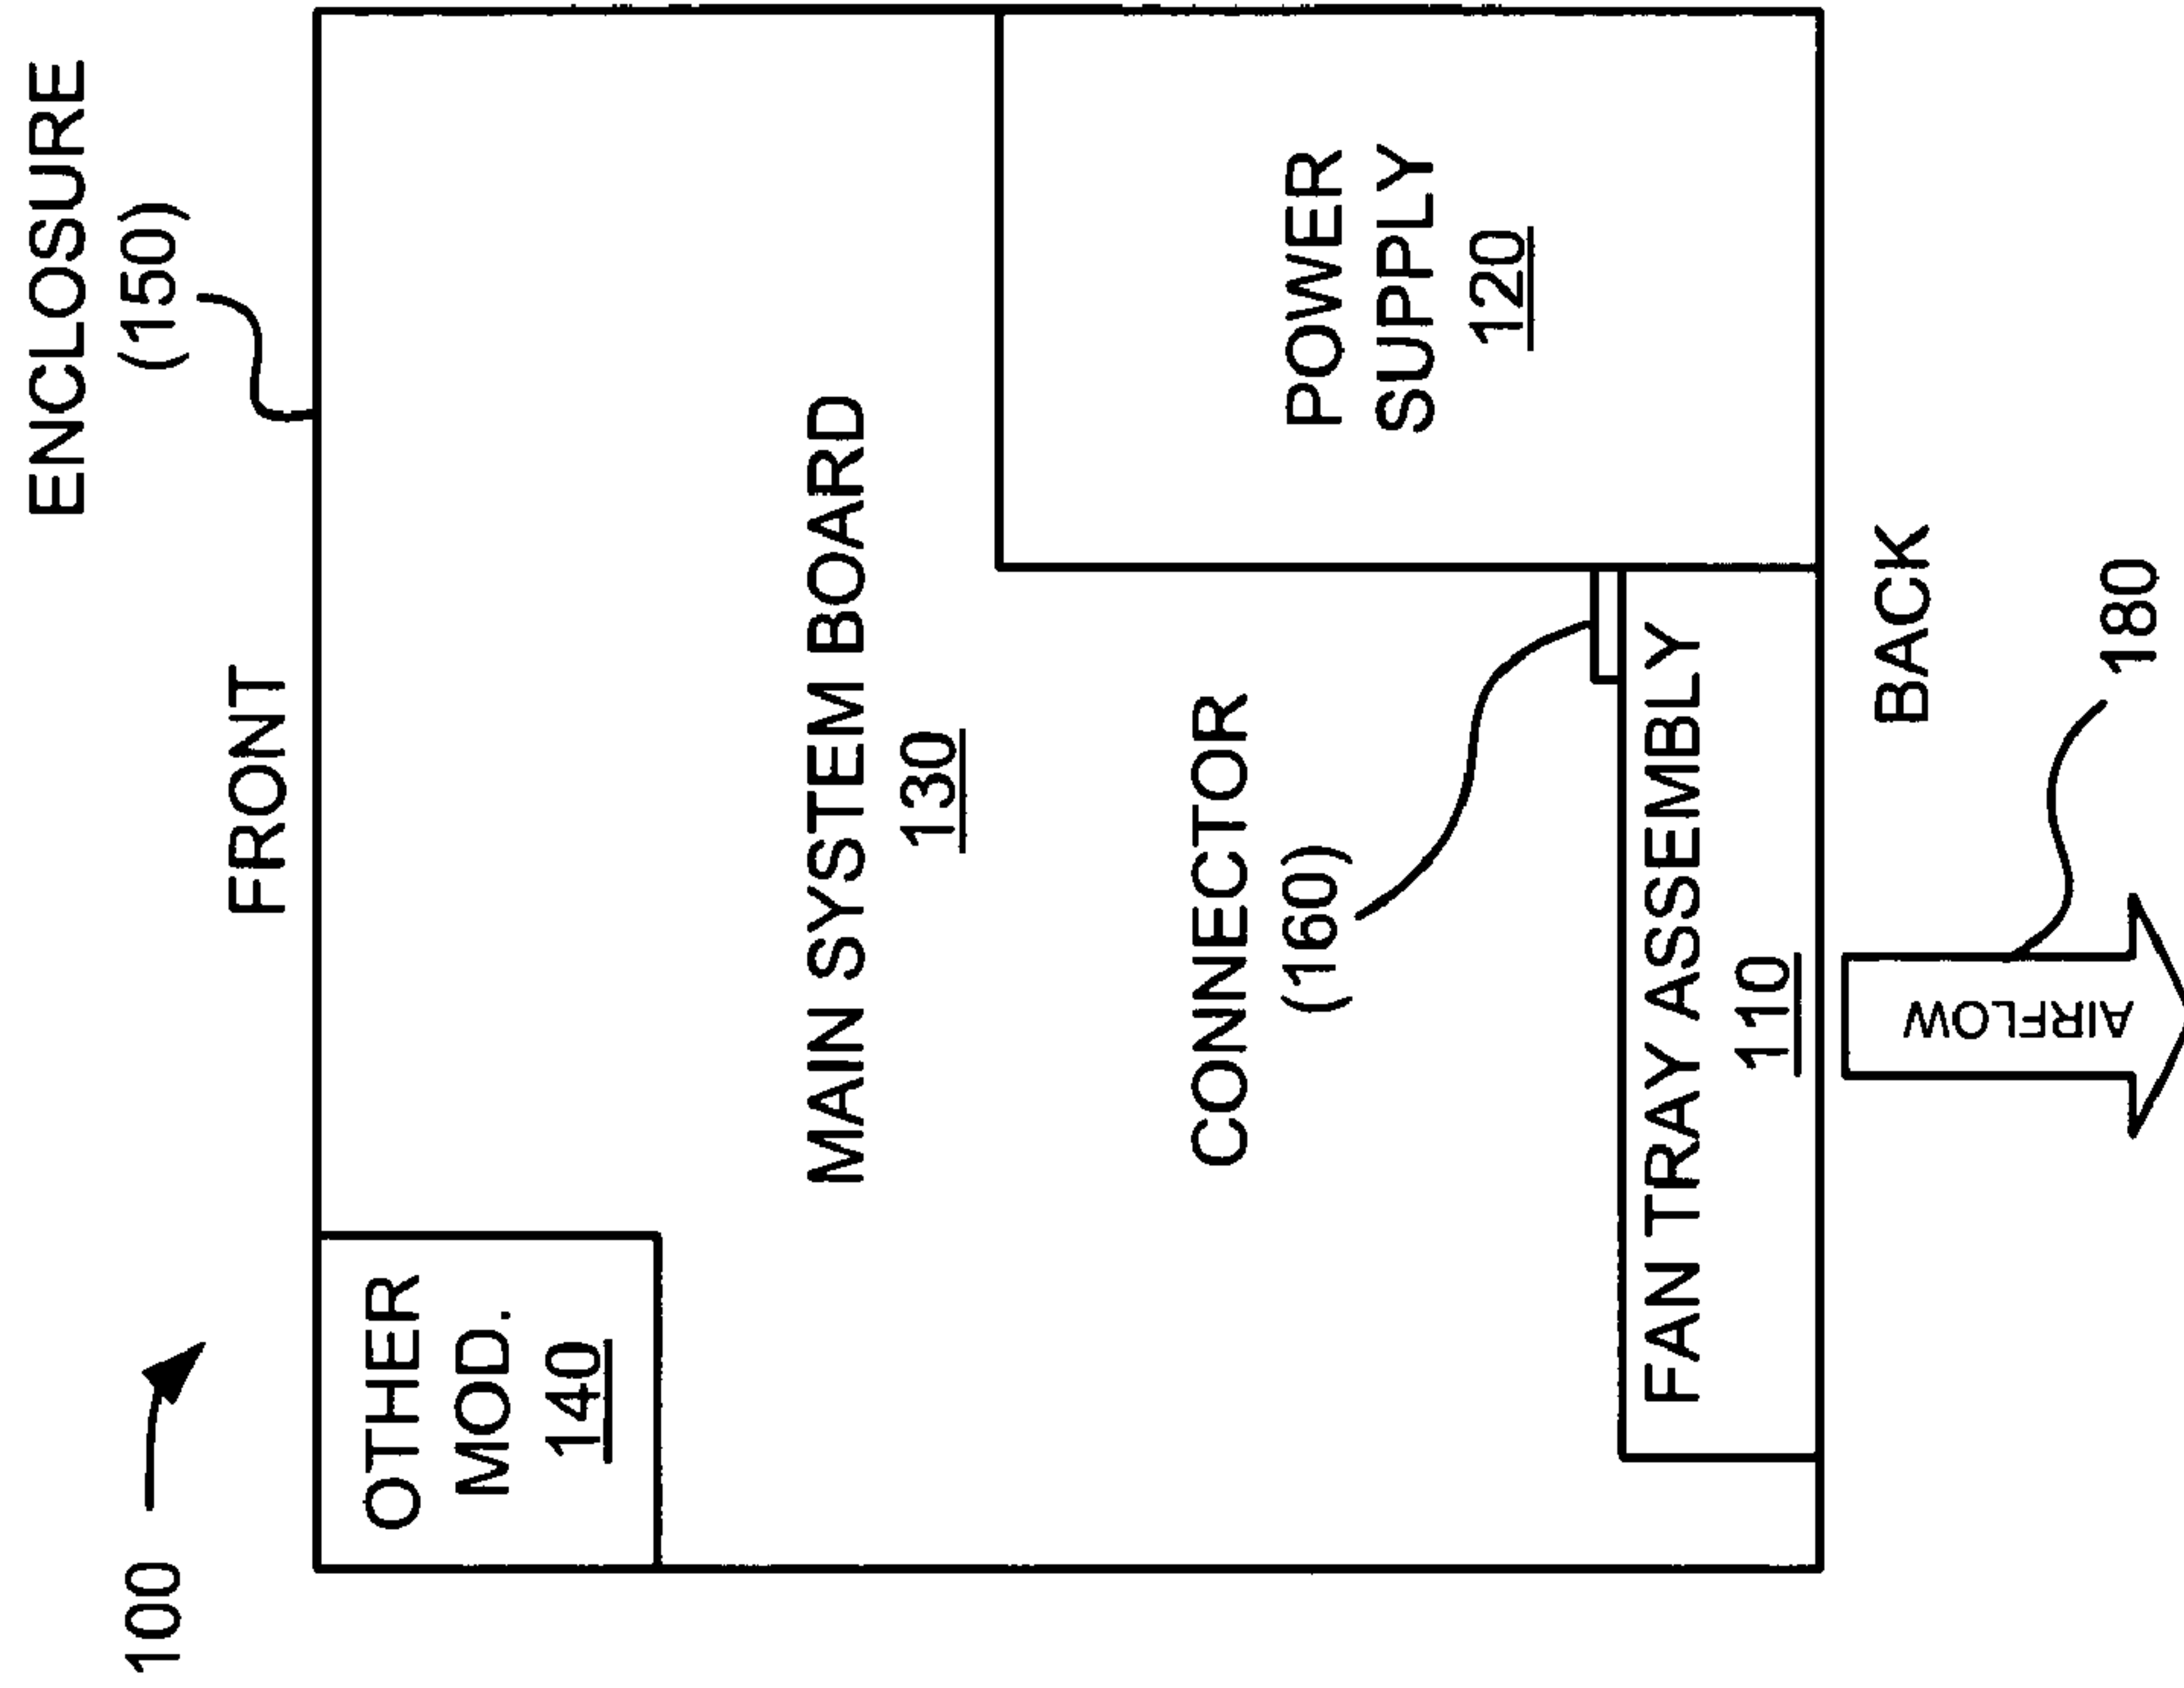 100
ENCLOSURE
(150)
FRONT
OTHER
MOD.
140
MAIN SYSTEM BOARD
130
CONNECTOR
(160)
POWER
SUPPLY
120
FAN TRAY ASSEMBLY
110
BACK
AIRFLOW
180